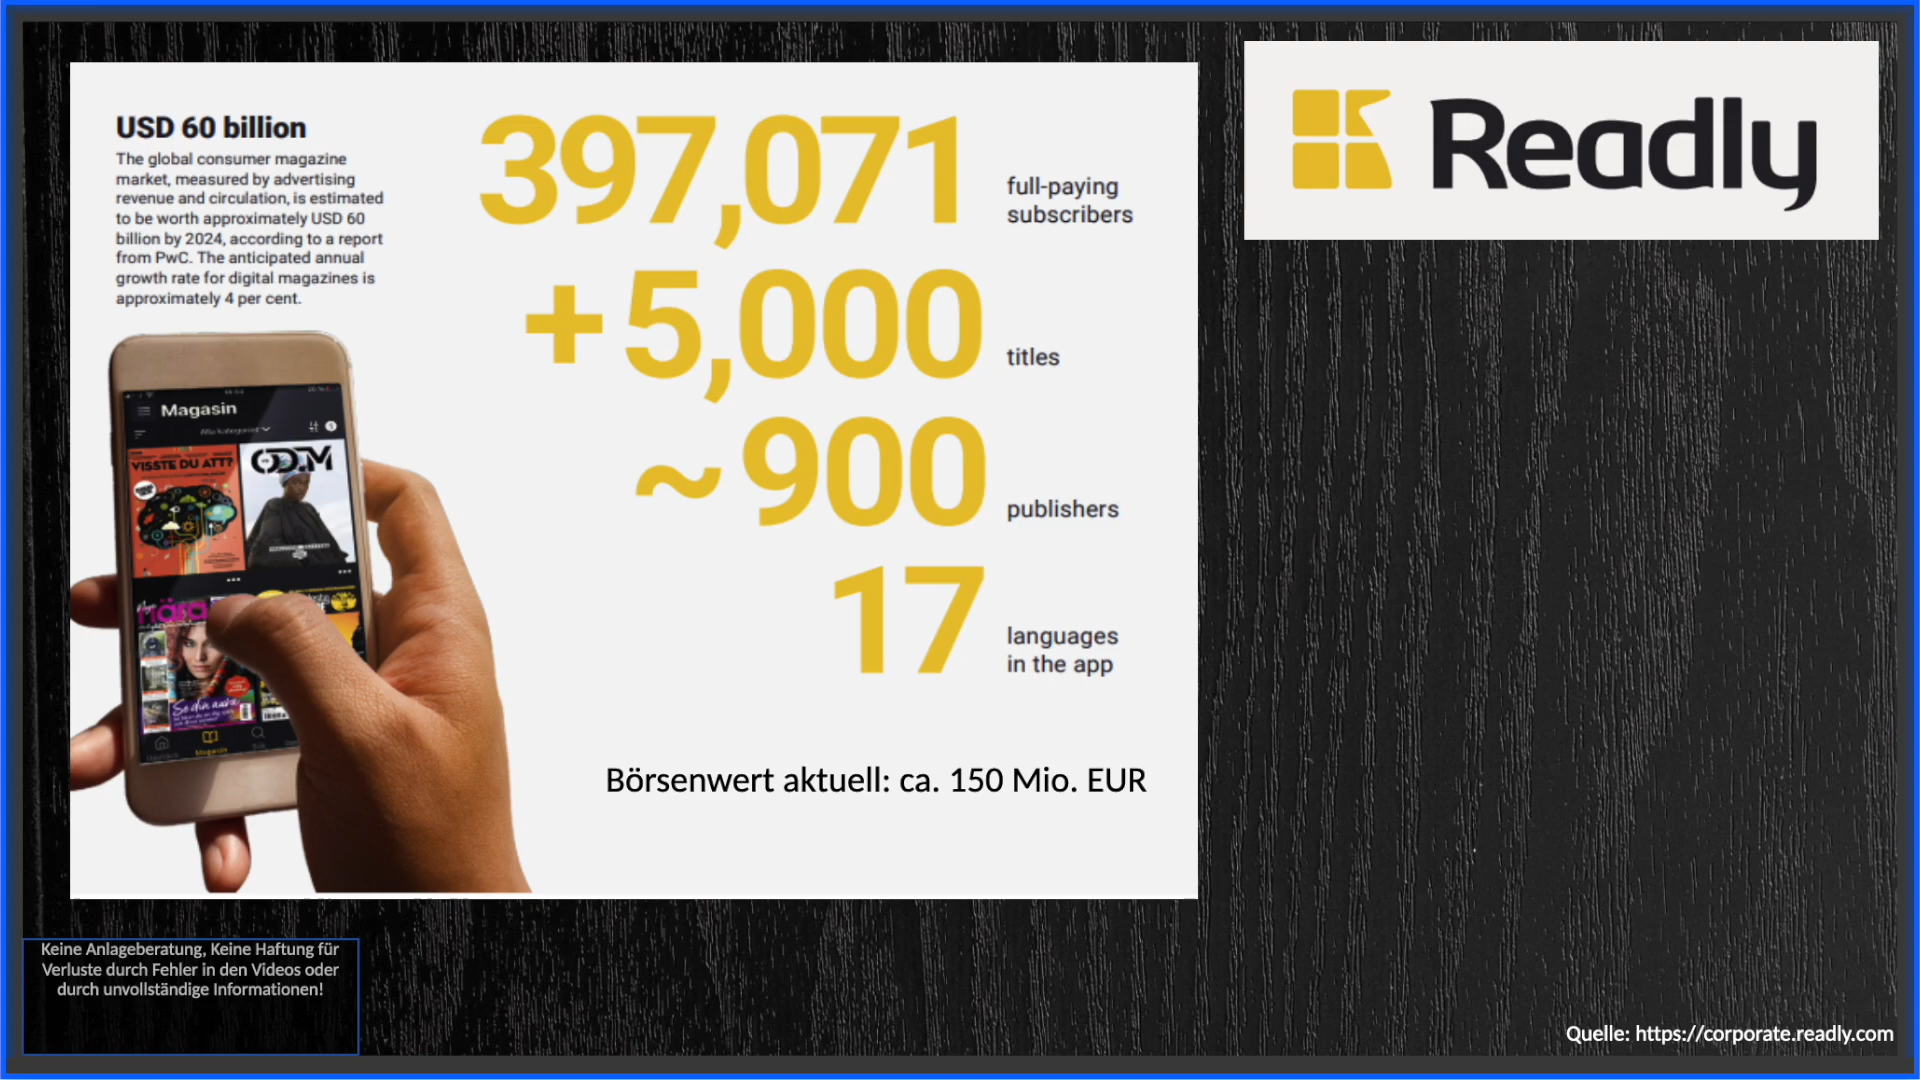 USD 60 billion
The global consumer magazine
market, measured by advertising
revenue and circulation, is estimated
to be worth approximately USD 60
billion by 2024, according to a report
from PwC. The anticipated annual
growth rate for digital magazines is
approximately 4 per cent.
397,071 full-paying
subscribers
+5,000 titles
~900 publishers
17 languages
in the app
Magasin
VISSTE DU ATT?
Magasin
Börsenwert aktuell: ca. 150 Mio. EUR
Readly
Keine Anlageberatung, Keine Haftung für
Verluste durch Fehler in den Videos oder
durch unvollständige Informationen!
Quelle: https://corporate.readly.com